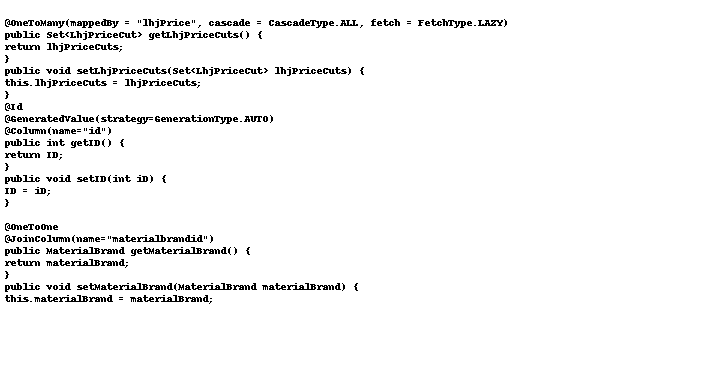 @OneToMany(mappedBy = "lhjPrice", cascade = CascadeType.ALL, fetch = FetchType.LAZY)
public Set<LhjPriceCut> getLhjPriceCuts() {
return lhjPriceCuts;
}
public void setLhjPriceCuts(Set<LhjPriceCut> lhjPriceCuts) {
this.lhjPriceCuts = lhjPriceCuts;
}
@Id
@GeneratedValue(strategy=GenerationType.AUTO)
@Column(name="id")
public int getID() {
return ID;
}
public void setID(int iD) {
ID = iD;
}
@OneToOne
@JoinColumn(name="materialbrandid")
public MaterialBrand getMaterialBrand() {
return materialBrand;
}
public void setMaterialBrand(MaterialBrand materialBrand) {
this.materialBrand = materialBrand;